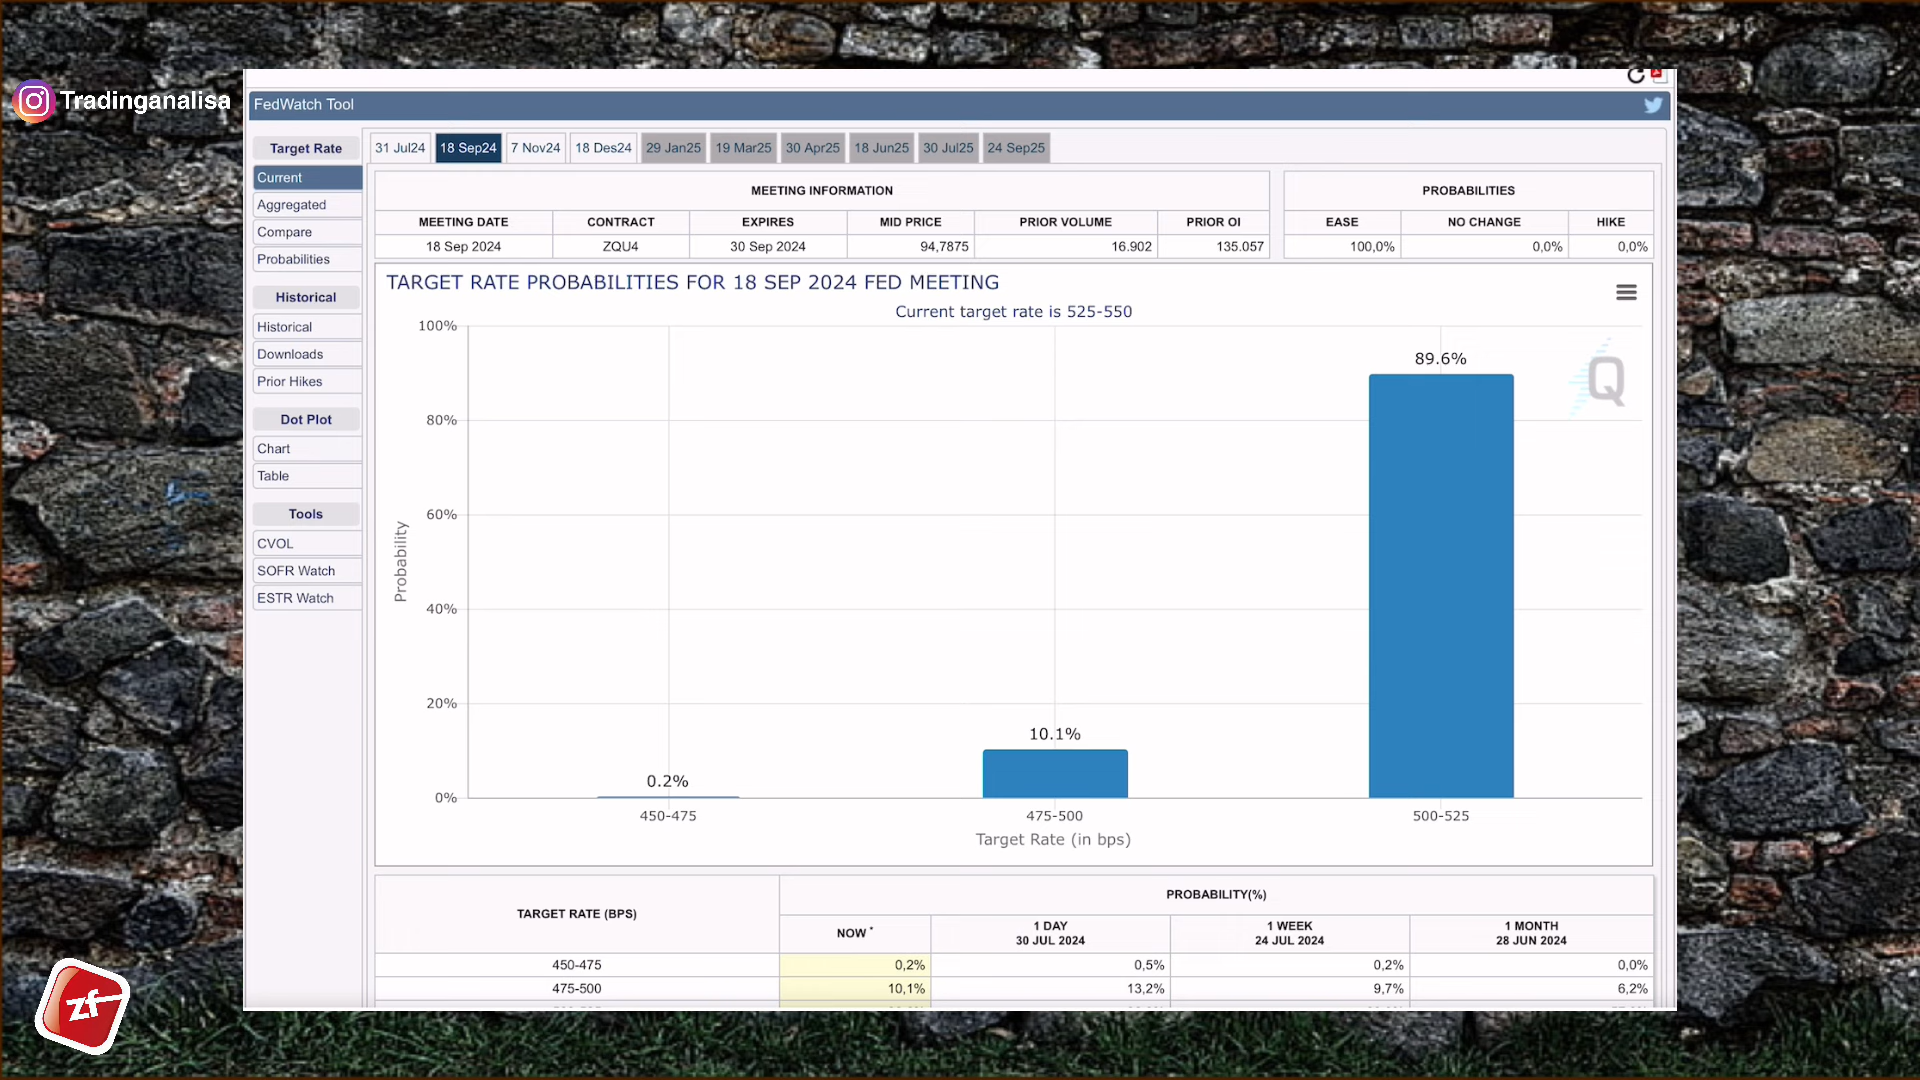 Tradinganalisa
FedWatch Tool
Target Rate
Current
Aggregated
Compare
Probabilities
Historical
Historical
Downloads
Prior Hikes
Dot Plot
Chart
Table
Tools
CVOL
SOFR Watch
ESTR Watch
31 Jul24 18 Sep24 7 Nov24 18 Des24 29 Jan25 19 Mar25 30 Apr25 18 Jun25 30 Jul25 24 Sep25
MEETING INFORMATION
MEETING DATE CONTRACT EXPIRES MID PRICE PRIOR VOLUME PRIOR OI
18 Sep 2024 ZQU4 30 Sep 2024 94,7875 16.902 135.057
PROBABILITIES
EASE NO CHANGE HIKE
100,0% 0,0% 0,0%
TARGET RATE PROBABILITIES FOR 18 SEP 2024 FED MEETING
Current target rate is 525-550
Q
Probability
100%
80%
60%
40%
20%
0%
0.2%
10.1%
89.6%
450-475 475-500 500-525
Target Rate (in bps)
TARGET RATE (BPS) PROBABILITY(%)
NOW * 1 DAY 1 WEEK 1 MONTH
30 JUL 2024 24 JUL 2024 28 JUN 2024
450-475 0,2% 0,5% 0,2% 0,0%
475-500 10,1% 13,2% 9,7% 6,2%
zf